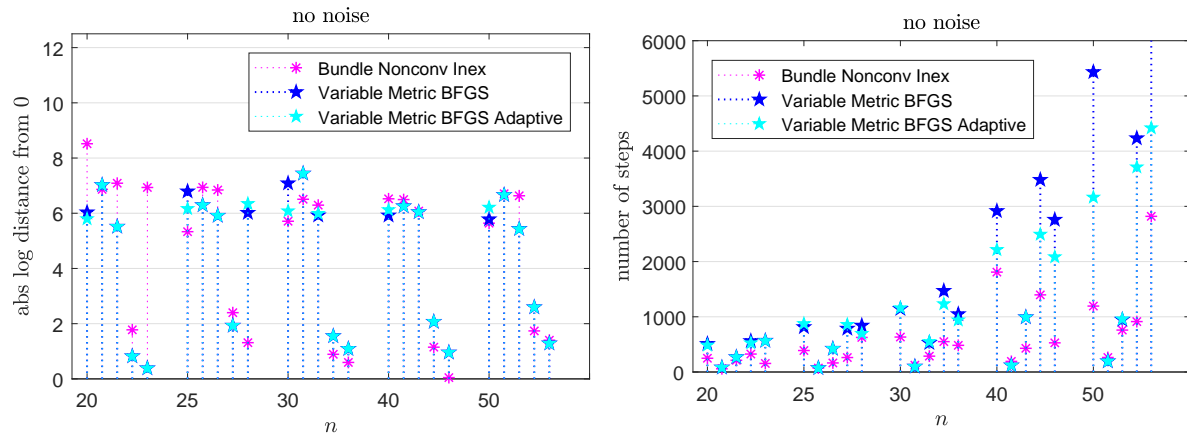 no noise
abs log distance from 0
12
10
8
6
4
2
0
Bundle Nonconv Inex
Variable Metric BFGS
Variable Metric BFGS Adaptive
20 25 30 40 50
n
no noise
number of steps
6000
5000
4000
3000
2000
1000
0
Bundle Nonconv Inex
Variable Metric BFGS
Variable Metric BFGS Adaptive
20 25 30 40 50
n